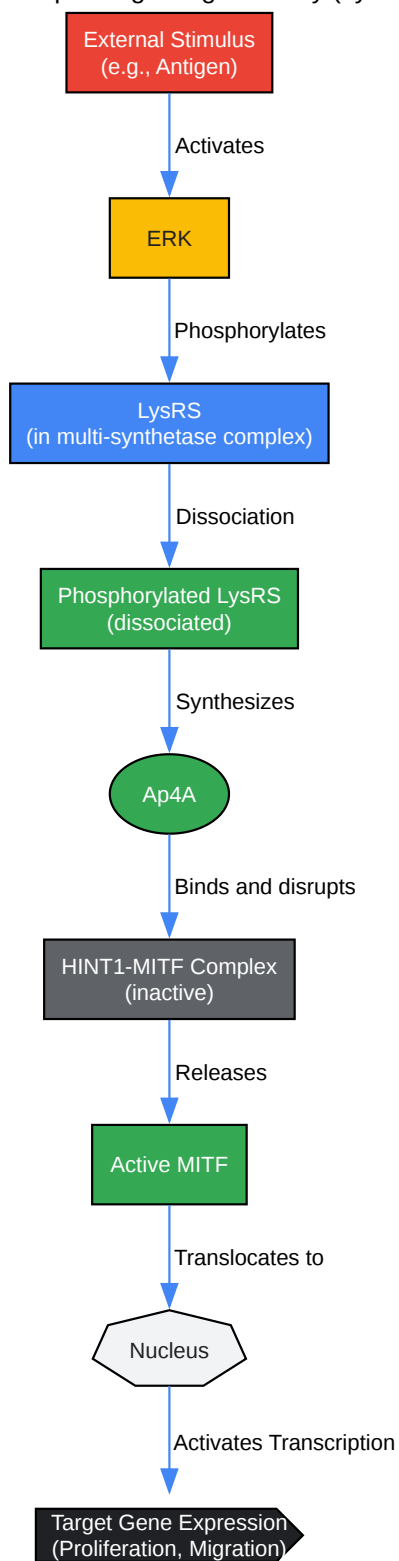 External Stimulus
(e.g., Antigen)
Activates
ERK
Phosphorylates
LysRS
(in multi-synthetase complex)
Dissociation
Phosphorylated LysRS
(dissociated)
Synthesizes
Ap4A
Binds and disrupts
HINT1-MITF Complex
(inactive)
Releases
Active MITF
Translocates to
Nucleus
Activates Transcription
Target Gene Expression
(Proliferation, Migration)